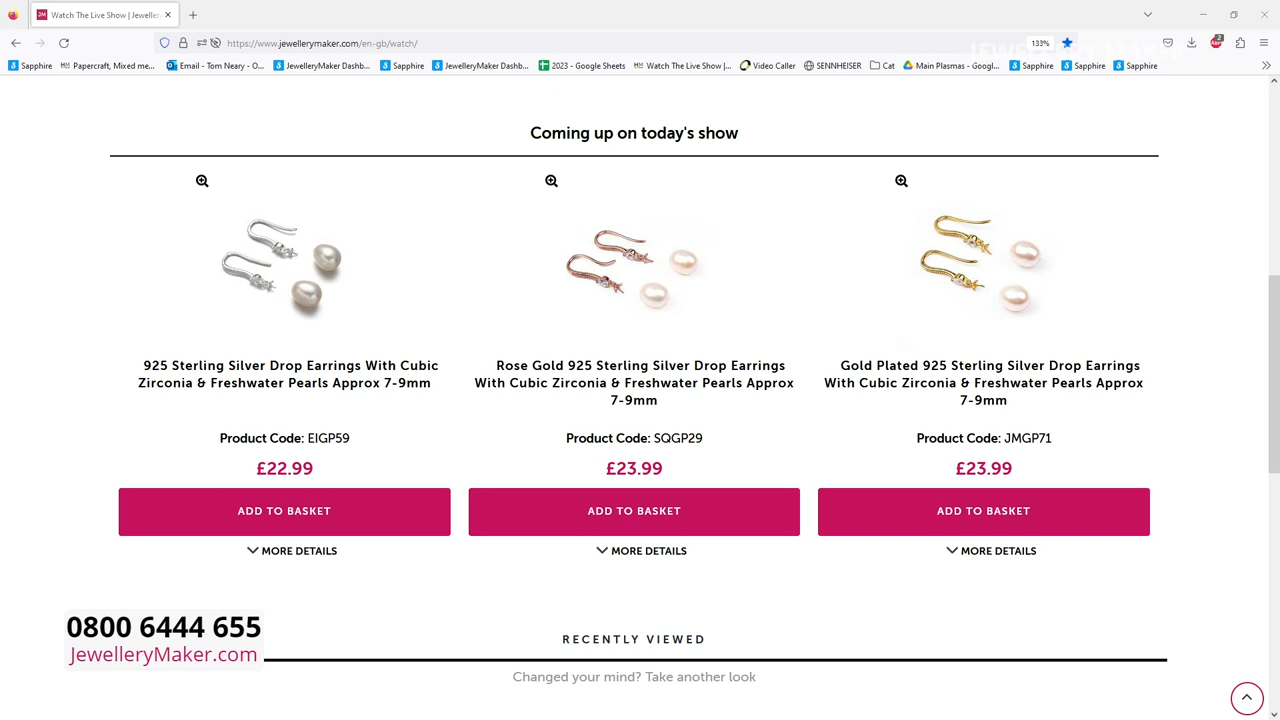 Watch The Live Show | Jeweller
https://www.jewellerymaker.com/en-gb/watch/
133%
2
Sapphire
Papercraft, Mixed me...
Email - Tom Neary - O...
JewelleryMaker Dashb...
Sapphire
JewelleryMaker Dashb...
2023 - Google Sheets
Watch The Live Show |...
Video Caller
SENNHEISER
Cat
Main Plasmas - Googl...
Sapphire
Sapphire
Sapphire
Coming up on today's show
925 Sterling Silver Drop Earrings With Cubic
Zirconia & Freshwater Pearls Approx 7-9mm
Product Code: EIGP59
£22.99
ADD TO BASKET
MORE DETAILS
Rose Gold 925 Sterling Silver Drop Earrings
With Cubic Zirconia & Freshwater Pearls Approx
7-9mm
Product Code: SQGP29
£23.99
ADD TO BASKET
MORE DETAILS
Gold Plated 925 Sterling Silver Drop Earrings
With Cubic Zirconia & Freshwater Pearls Approx
7-9mm
Product Code: JMGP71
£23.99
ADD TO BASKET
MORE DETAILS
0800 6444 655
JewelleryMaker.com
RECENTLY VIEWED
Changed your mind? Take another look